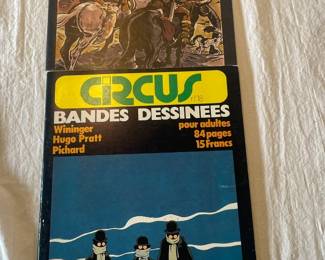 CIRCUS
BANDES DESSINEES
Wininger
Hugo Pratt
Pichard
pour adultes
84 pages
15 Francs